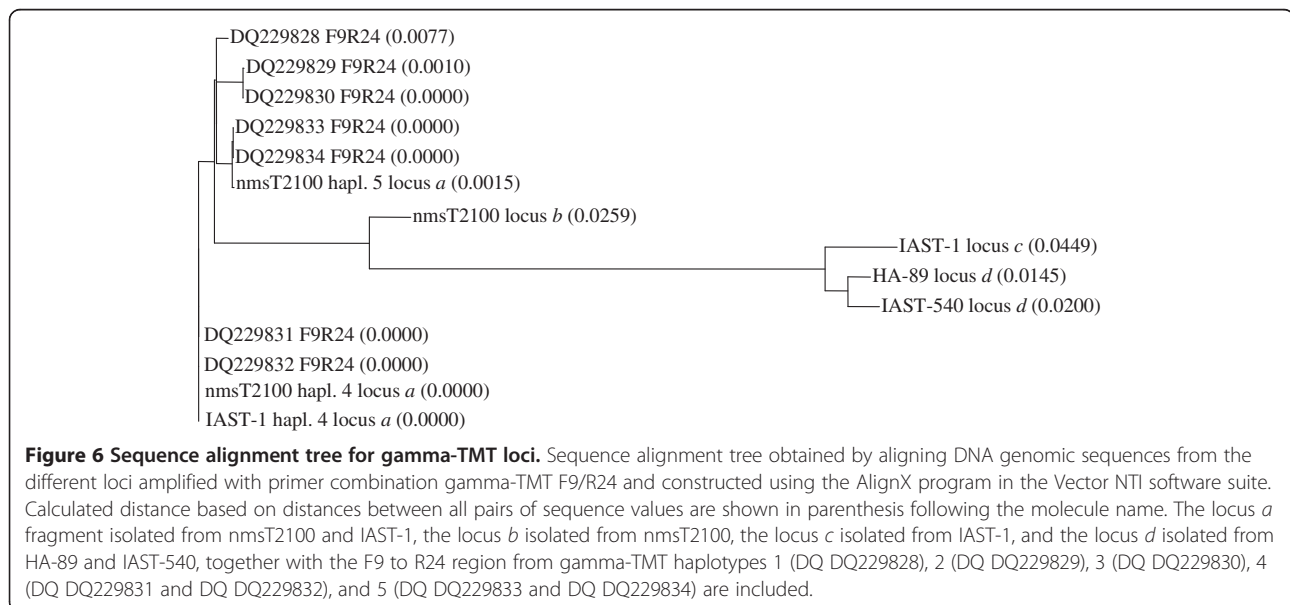 DQ229828 F9R24 (0.0077)
DQ229829 F9R24 (0.0010)
DQ229830 F9R24 (0.0000)
DQ229833 F9R24 (0.0000)
DQ229834 F9R24 (0.0000)
nmsT2100 hapl. 5 locus a (0.0015)
nmsT2100 locus b (0.0259)
IAST-1 locus c (0.0449)
HA-89 locus d (0.0145)
IAST-540 locus d (0.0200)
DQ229831 F9R24 (0.0000)
DQ229832 F9R24 (0.0000)
nmsT2100 hapl. 4 locus a (0.0000)
IAST-1 hapl. 4 locus a (0.0000)
Figure 6 Sequence alignment tree for gamma-TMT loci. Sequence alignment tree obtained by aligning DNA genomic sequences from the
different loci amplified with primer combination gamma-TMT F9/R24 and constructed using the AlignX program in the Vector NTI software suite.
Calculated distance based on distances between all pairs of sequence values are shown in parenthesis following the molecule name. The locus a
fragment isolated from nmsT2100 and IAST-1, the locus b isolated from nmsT2100, the locus c isolated from IAST-1, and the locus d isolated from
HA-89 and IAST-540, together with the F9 to R24 region from gamma-TMT haplotypes 1 (DQ DQ229828), 2 (DQ DQ229829), 3 (DQ DQ229830), 4
(DQ DQ229831 and DQ DQ229832), and 5 (DQ DQ229833 and DQ DQ229834) are included.